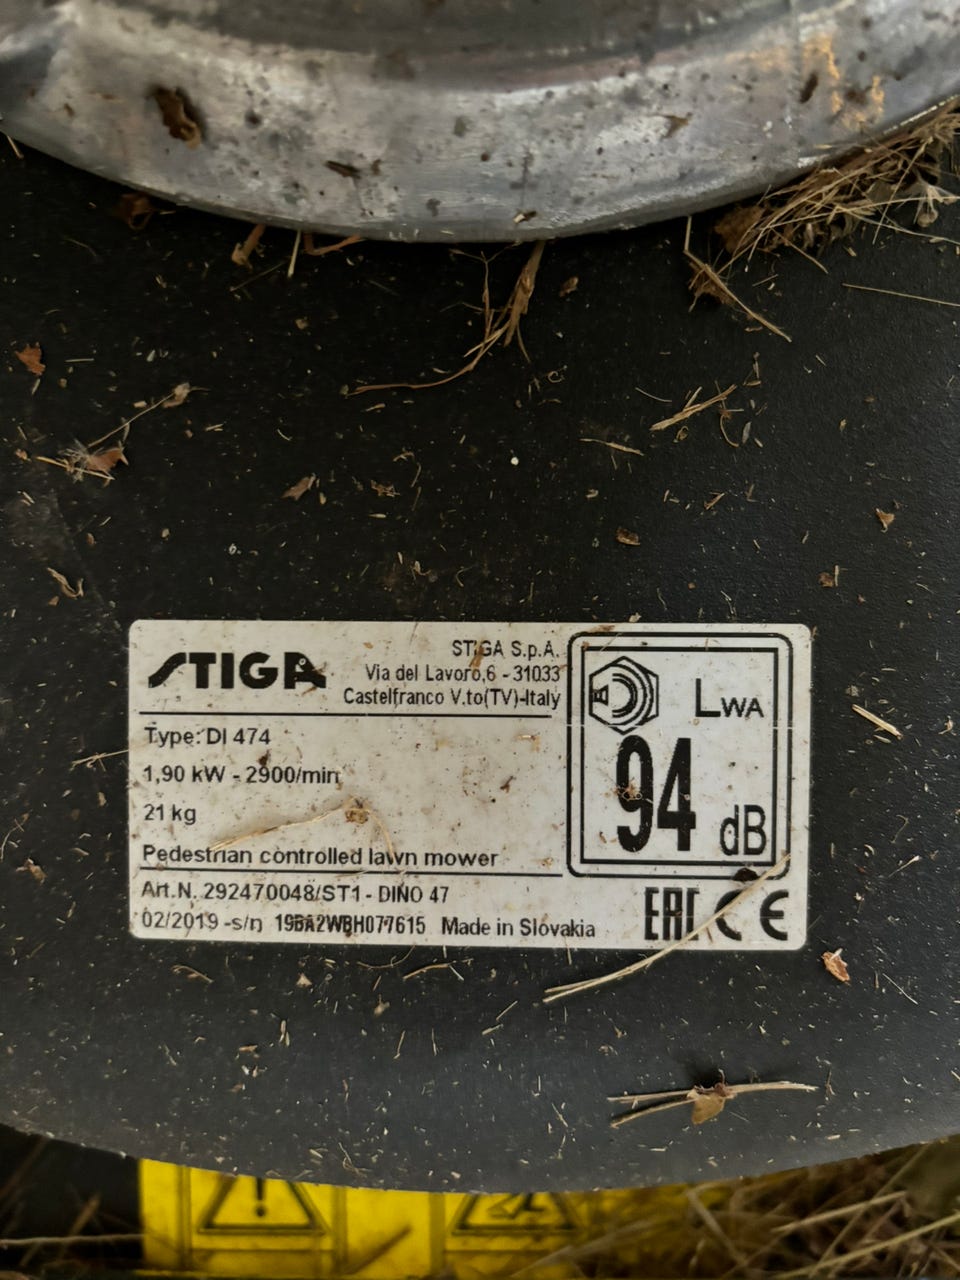 STIGA
STIGA S.p.A.
Via del Lavoro,6 - 31033
Castelfranco V.to(TV)-Italy
Type: DI 474
1,90 kW - 2900/min
21 kg
Pedestrian controlled lawn mower
Art.N. 292470048/ST1 - DINO 47
02/2019 -s/n 19BA2WBH077615 Made in Slovakia
LWA
94
dB
EAC CE